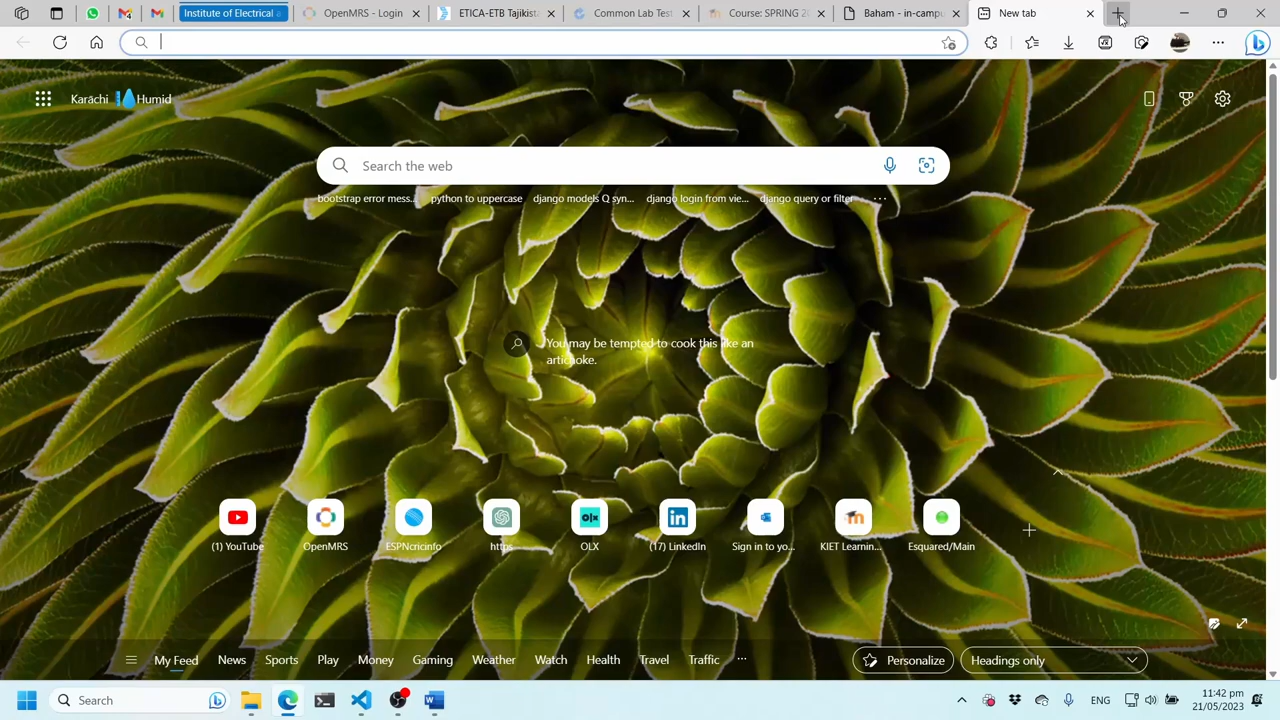 Institute of Electrical a
OpenMRS - Login
ETICA-ETB Tajikista
Common Lab Test
Course: SPRING 2
Baham - in-campu
New tab
Karāchi Humid
Search the web
bootstrap error mess... python to uppercase django models Q syn... django login from vie... django query or filter ...
You may be tempted to cook this like an
artichoke.
(1) YouTube
OpenMRS
ESPNcricinfo
https
OLX
(17) LinkedIn
Sign in to yo...
KIET Learnin...
Esquared/Main
My Feed News Sports Play Money Gaming Weather Watch Health Travel Traffic ...
Personalize
Headings only
Search
ENG
11:42 pm
21/05/2023